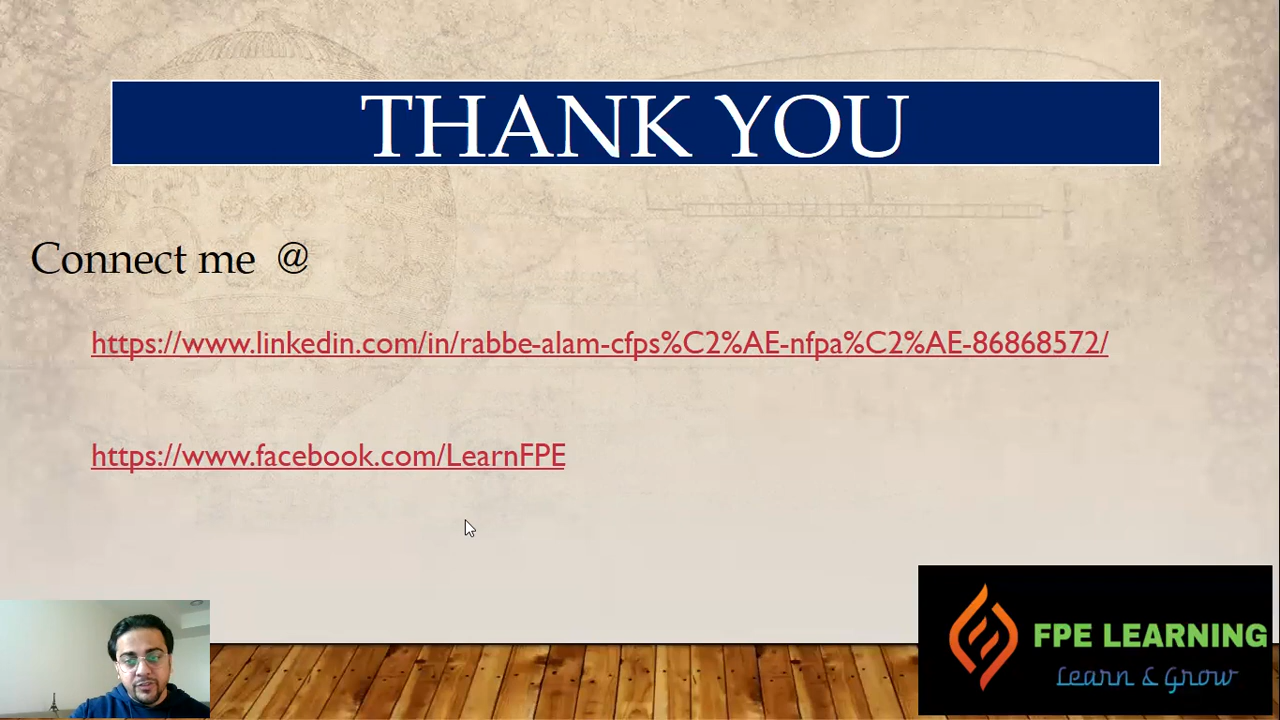 THANK YOU
Connect me @
https://www.linkedin.com/in/rabbe-alam-cfps%C2%AE-nfpa%C2%AE-86868572/
https://www.facebook.com/LearnFPE
FPE LEARNING
Learn & Grow